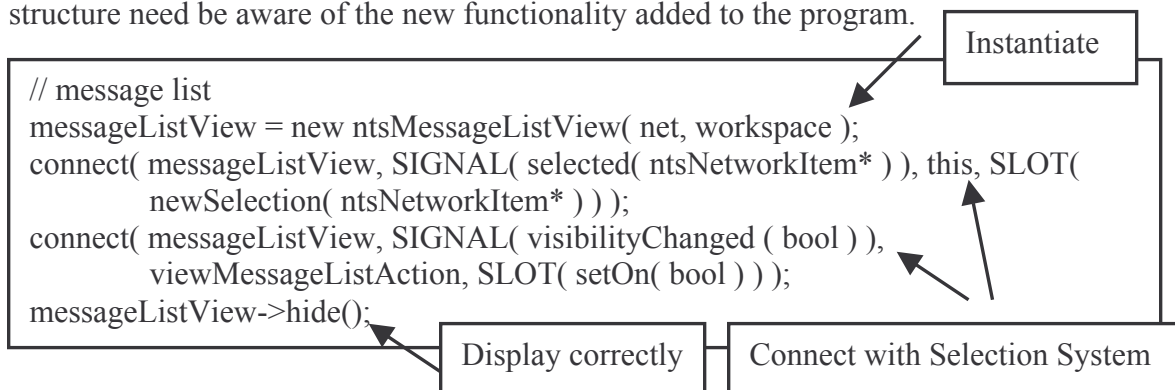 structure need be aware of the new functionality added to the program.
Instantiate
// message list
messageListView = new ntsMessageListView( net, workspace );
connect( messageListView, SIGNAL( selected( ntsNetworkItem* ) ), this, SLOT(
newSelection( ntsNetworkItem* ) ) );
connect( messageListView, SIGNAL( visibilityChanged ( bool ) ),
viewMessageListAction, SLOT( setOn( bool ) ) );
messageListView->hide();
Display correctly
Connect with Selection System